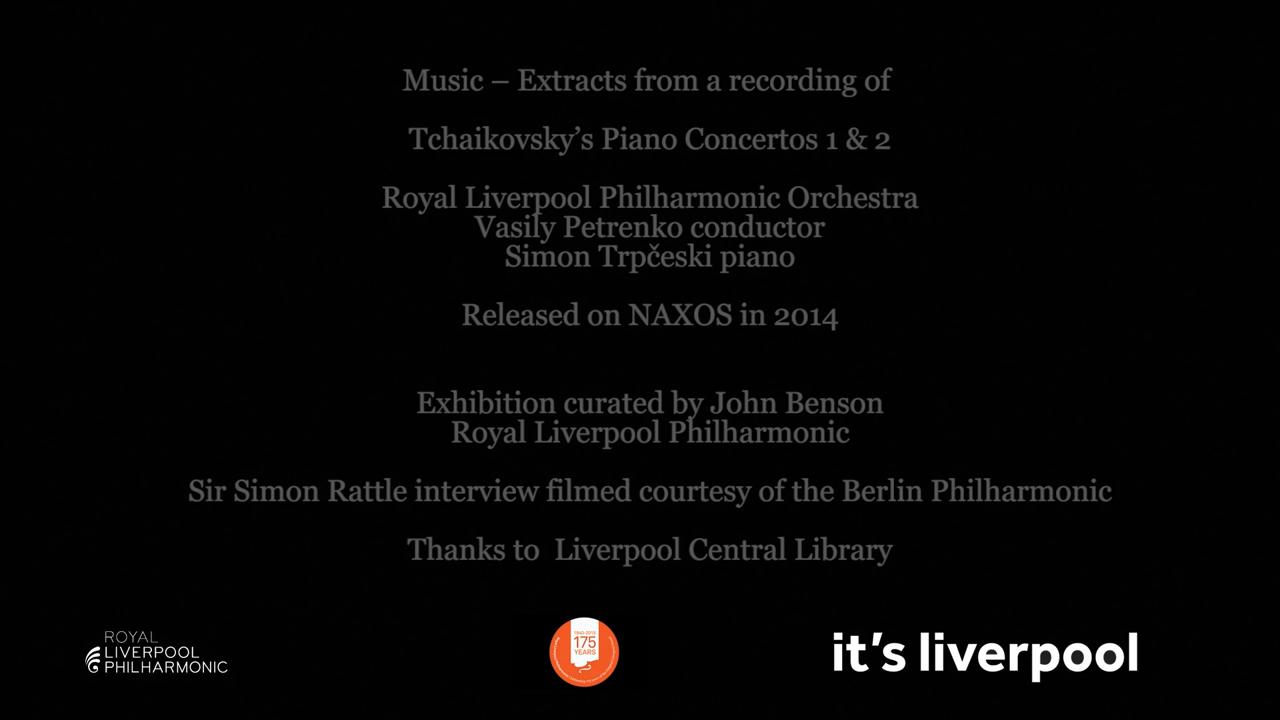 Music – Extracts from a recording of
Tchaikovsky's Piano Concertos 1 & 2
Royal Liverpool Philharmonic Orchestra
Vasily Petrenko conductor
Simon Trpčeski piano
Released on NAXOS in 2014
Exhibition curated by John Benson
Royal Liverpool Philharmonic
Sir Simon Rattle interview filmed courtesy of the Berlin Philharmonic
Thanks to  Liverpool Central Library
ROYAL
LIVERPOOL
PHILHARMONIC
175
YEARS
it's liverpool